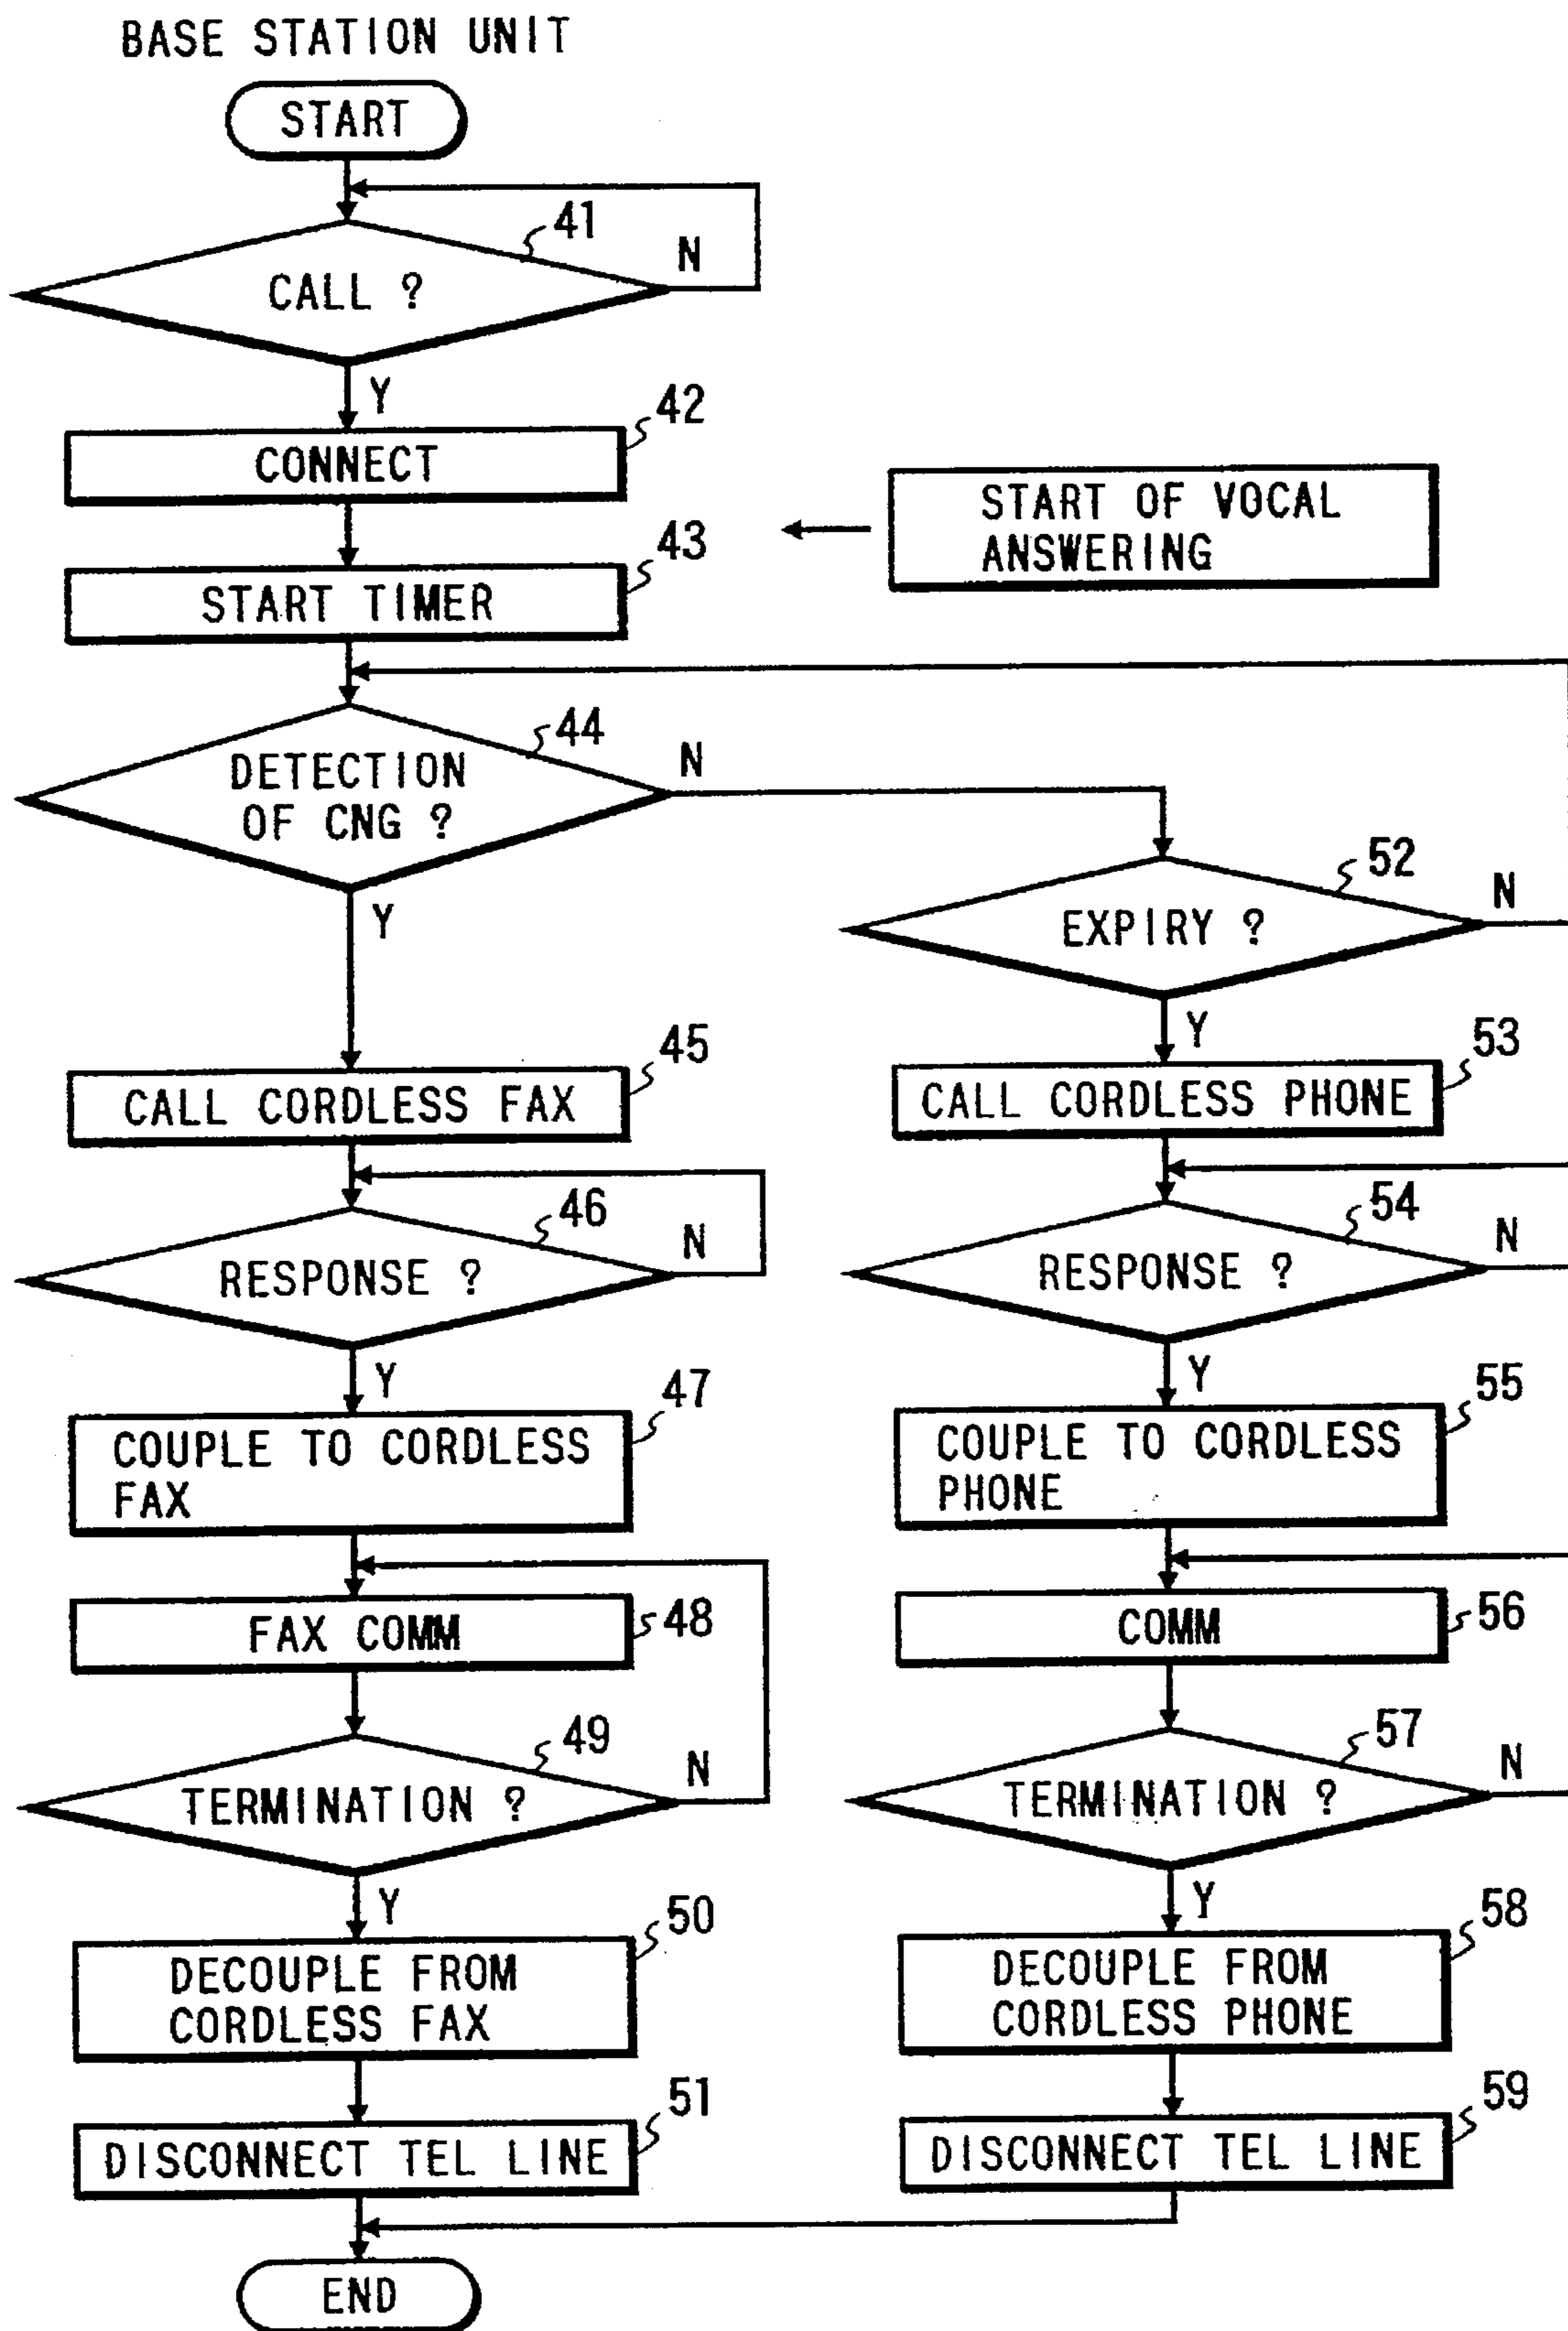 BASE STATION UNIT
START
41
CALL ?
N
Y
42
CONNECT
START OF VOCAL
ANSWERING
43
START TIMER
44
DETECTION
OF CNG ?
N
Y
52
EXPIRY ?
N
Y
45
CALL CORDLESS FAX
53
CALL CORDLESS PHONE
46
RESPONSE ?
N
Y
54
RESPONSE ?
N
Y
47
COUPLE TO CORDLESS
FAX
55
COUPLE TO CORDLESS
PHONE
FAX COMM
48
COMM
56
49
TERMINATION ?
N
Y
57
TERMINATION ?
N
Y
50
DECOUPLE FROM
CORDLESS FAX
58
DECOUPLE FROM
CORDLESS PHONE
51
DISCONNECT TEL LINE
59
DISCONNECT TEL LINE
END